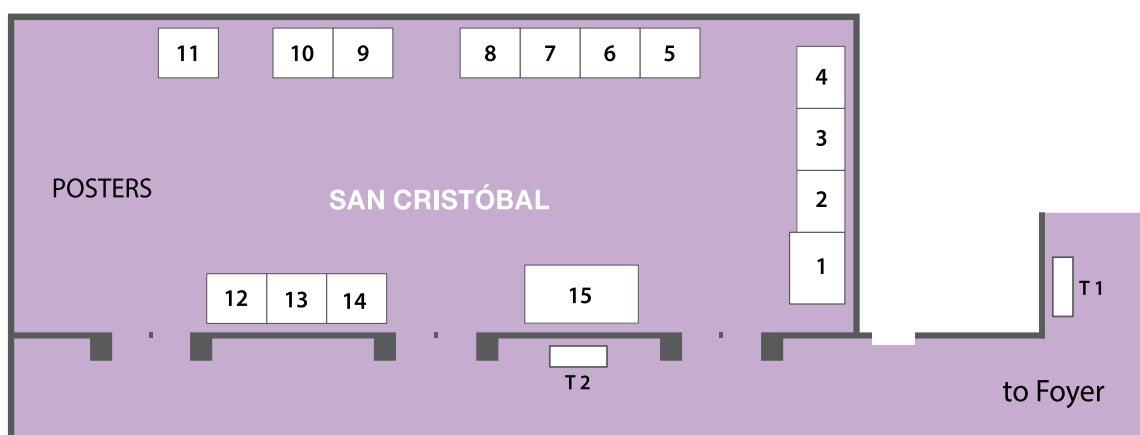 11
10 9
8 7 6 5
4
3
2
1
POSTERS
SAN CRISTÓBAL
12 13 14
15
T 1
T 2
to Foyer